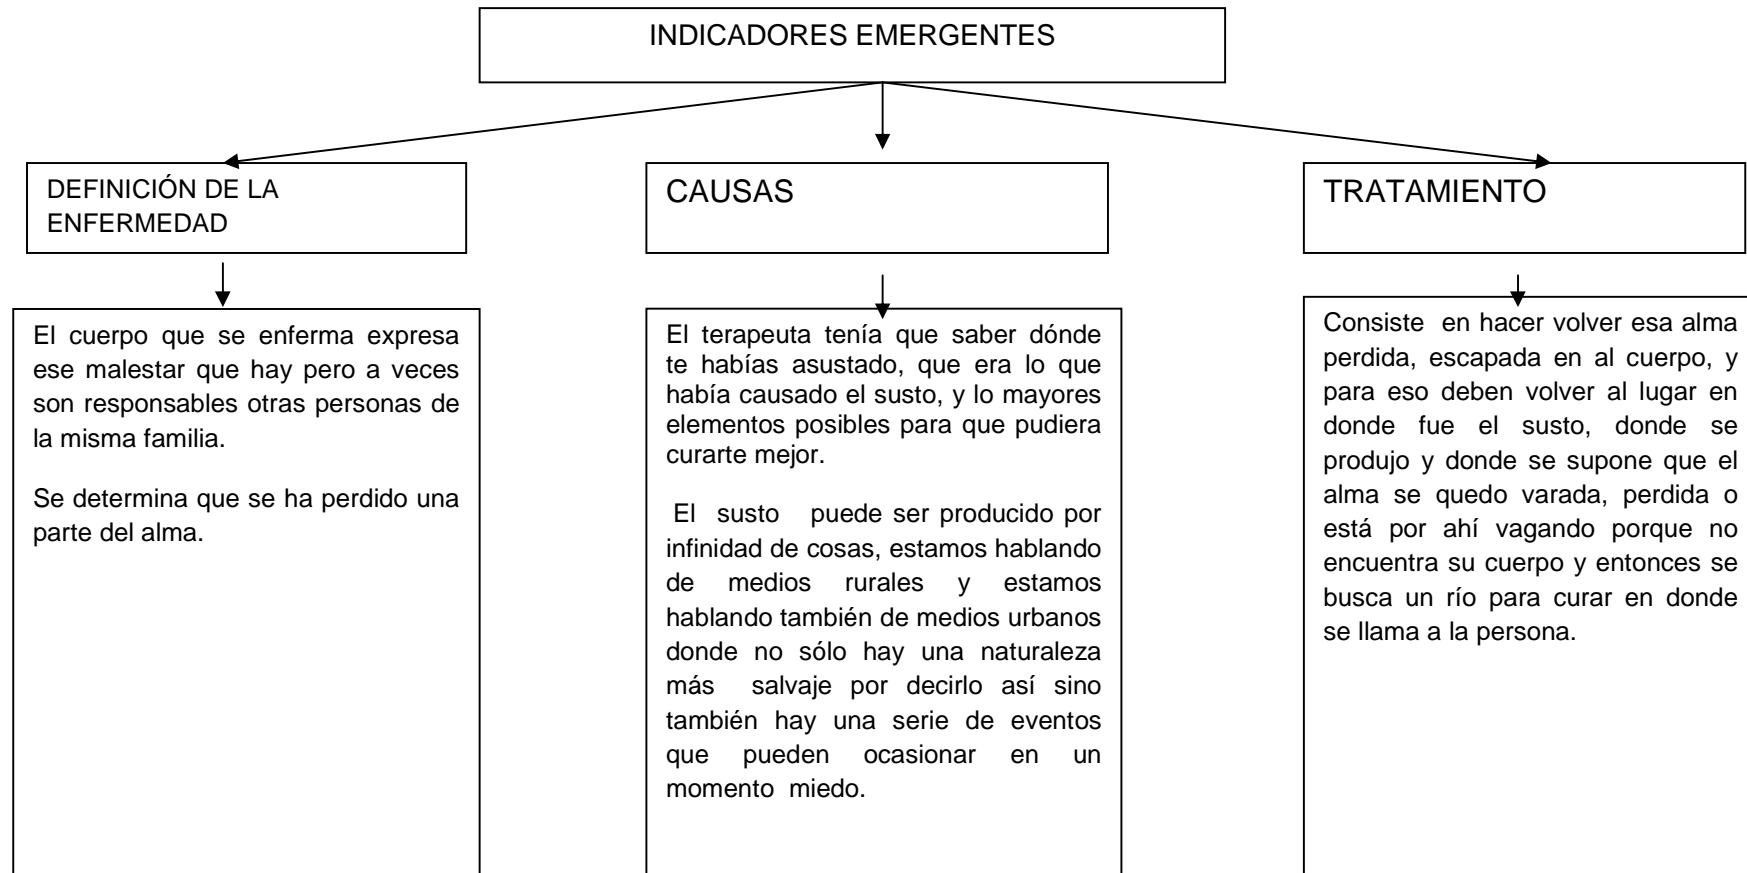 INDICADORES EMERGENTES
DEFINICIÓN DE LA
ENFERMEDAD
El cuerpo que se enferma expresa
ese malestar que hay pero a veces
son responsables otras personas de
la misma familia.
Se determina que se ha perdido una
parte del alma.
CAUSAS
El terapeuta tenía que saber dónde
te habías asustado, que era lo que
había causado el susto, y lo mayores
elementos posibles para que pudiera
curarte mejor.
El susto puede ser producido por
infinidad de cosas, estamos hablando
de medios rurales y estamos
hablando también de medios urbanos
donde no sólo hay una naturaleza
más salvaje por decirlo así sino
también hay una serie de eventos
que pueden ocasionar en un
momento miedo.
TRATAMIENTO
Consiste en hacer volver esa alma
perdida, escapada en al cuerpo, y
para eso deben volver al lugar en
donde fue el susto, donde se
produjo y donde se supone que el
alma se quedo varada, perdida o
está por ahí vagando porque no
encuentra su cuerpo y entonces se
busca un río para curar en donde
se llama a la persona.